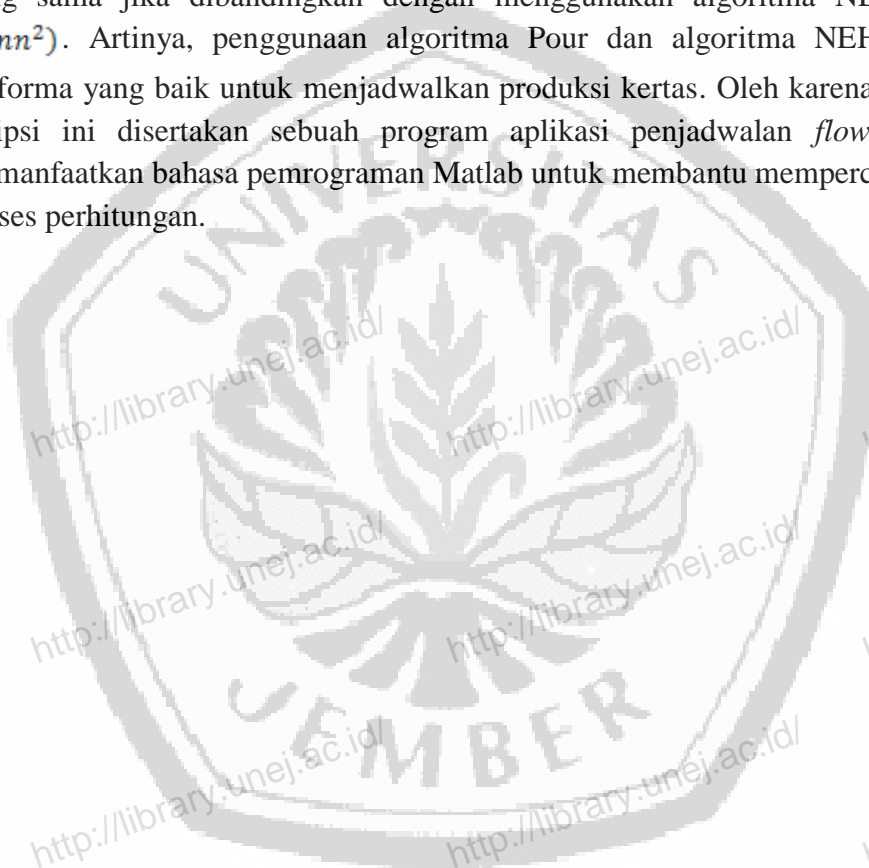 sama jika dibandingkan dengan menggunakan algoritma
nn²). Artinya, penggunaan algoritma Pour dan algoritma NEH
forma yang baik untuk menjadwalkan produksi kertas. Oleh karena
ipsi ini disertakan sebuah program aplikasi penjadwalan flow
manfaatkan bahasa pemrograman Matlab untuk membantu memperc
ses perhitungan.
UNIVERSITAS
http://library.unej.ac.id/
http://library.unej.ac.id/
http://library.unej.ac.id/
http://library.unej.ac.id/
JEMBER
http://library.unej.ac.id/
http://library.unej.ac.id/